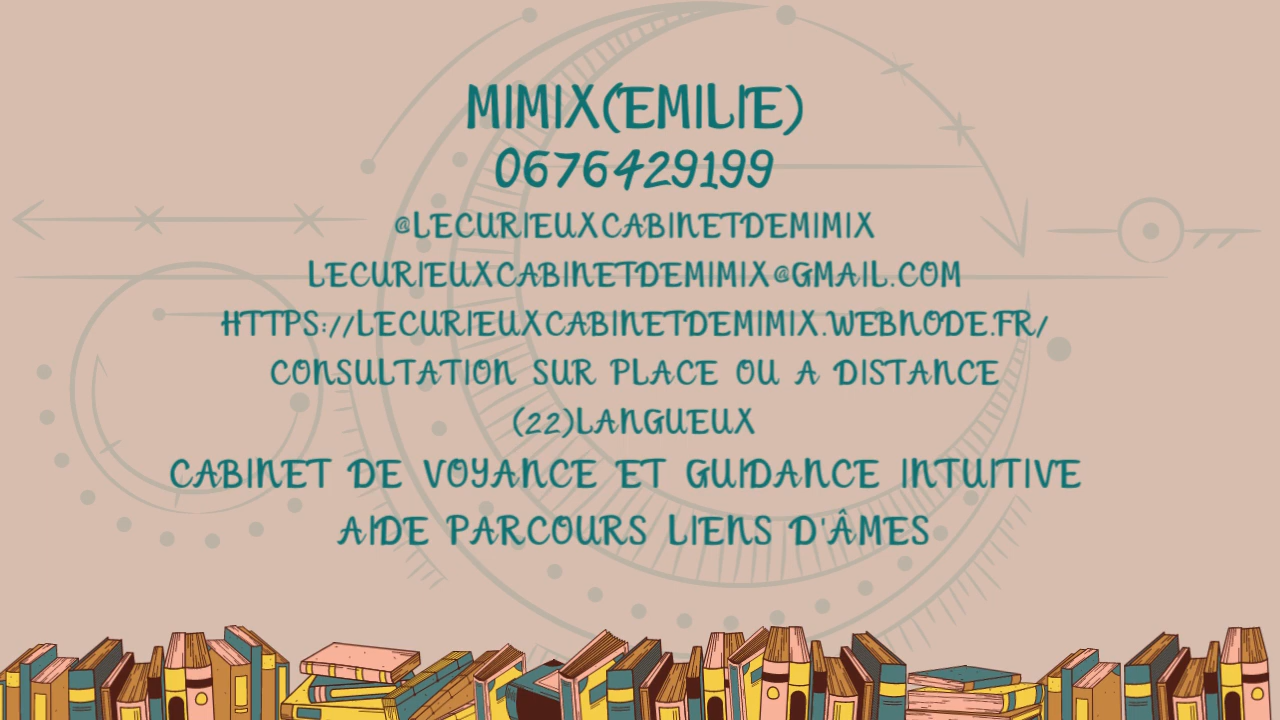 MIMIX(EMILIE)
0676429199
@LECURIEUXCABINETDEMIMIX
LECURIEUXCABINETDEMIMIX@GMAIL.COM
HTTPS://LECURIEUXCABINETDEMIMIX.WEBNODE.FR/
CONSULTATION SUR PLACE OU A DISTANCE
(22)LANGUEUX
CABINET DE VOYANCE ET GUIDANCE INTUITIVE
AIDE PARCOURS LIENS D'ÂMES